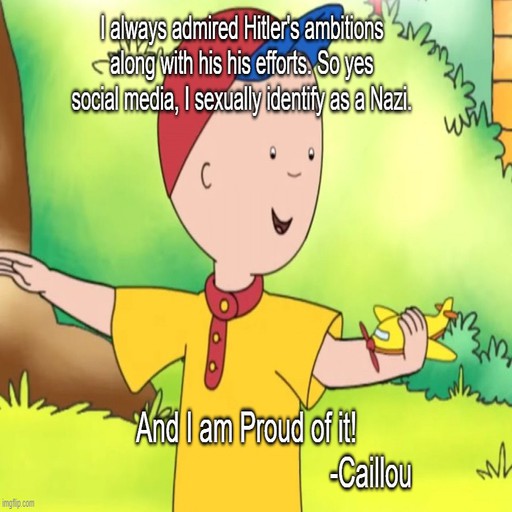 I always admired Hitler's ambitions
along with his his efforts. So yes
social media, I sexually identify as a Nazi.
And I am Proud of it!
-Caillou
imgflip.com